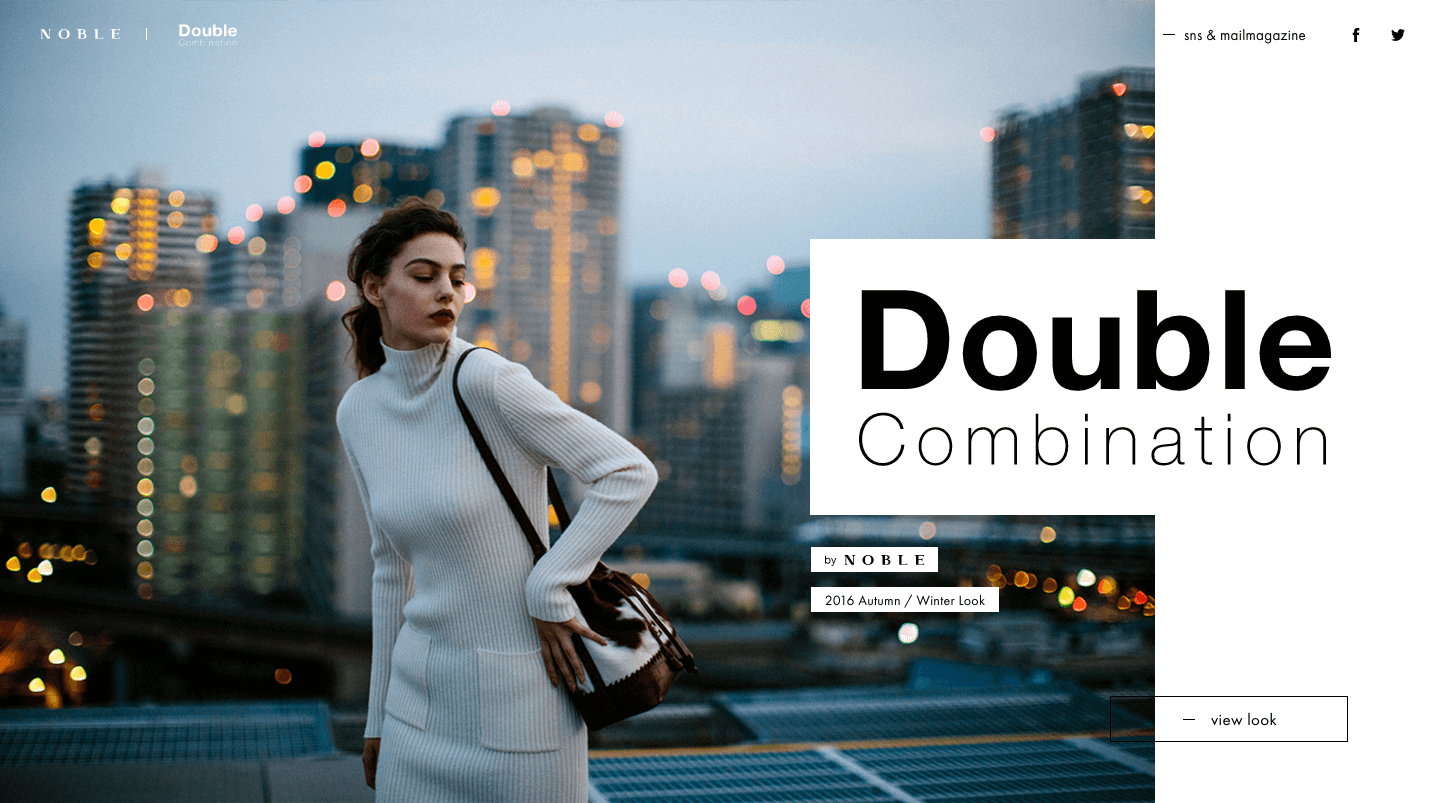 NOBLE | Double
Combination
— sns & mailmagazine
Double
Combination
by NOBLE
2016 Autumn / Winter Look
— view look